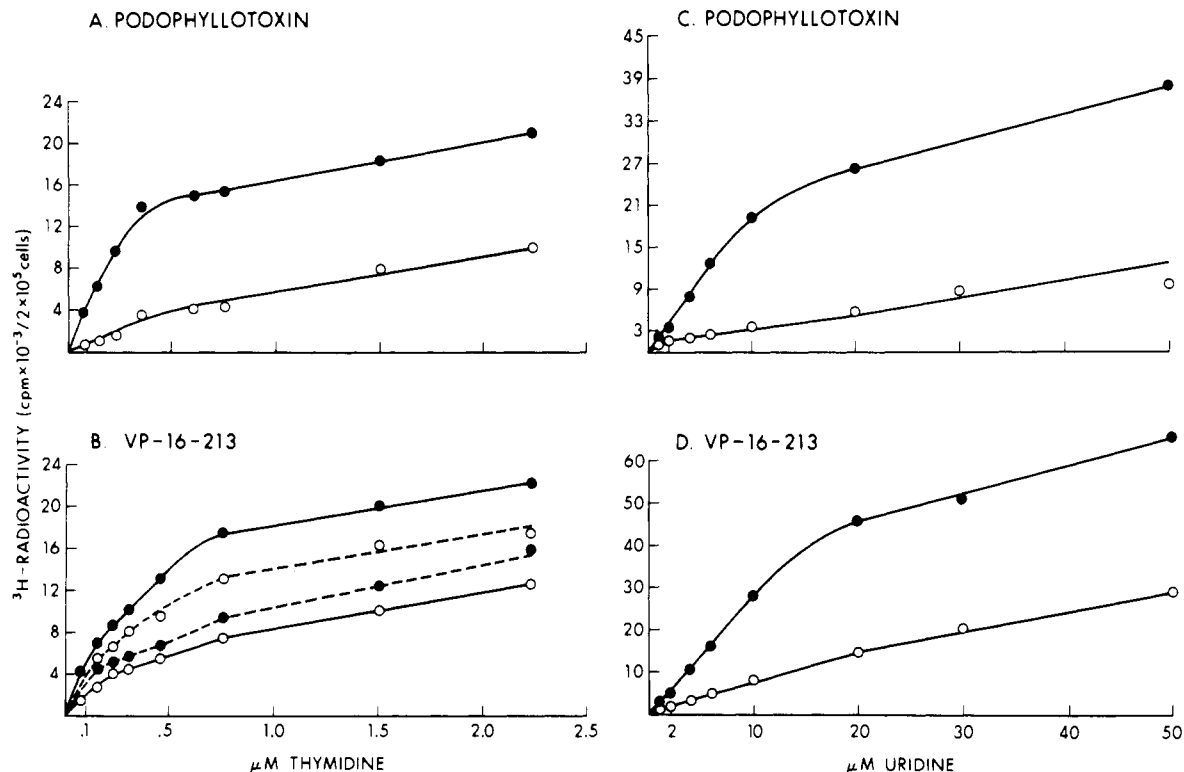 A. PODOPHYLLOTOXIN
24
20
16
12
8
4
C. PODOPHYLLOTOXIN
45
39
33
27
21
15
9
3
³H-RADIOACTIVITY (cpm×10⁻³/2×10⁵ cells)
B. VP-16-213
24
20
16
12
8
4
.1 .5 1.0 1.5 2.0 2.5
μM THYMIDINE
D. VP-16-213
60
50
40
30
20
10
2 10 20 30 40 50
μM URIDINE